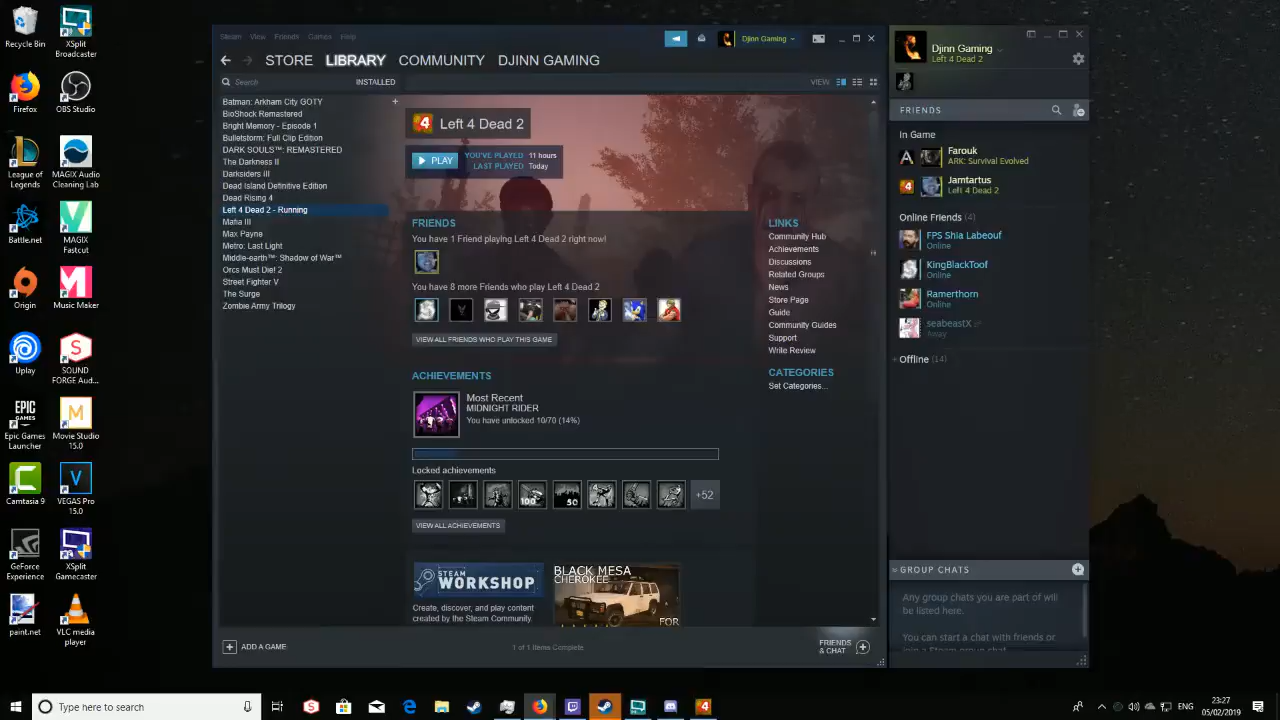 Recycle Bin
XSplit
Broadcaster
Firefox
OBS Studio
League of
Legends
MAGIX Audio
Cleaning Lab
Battle.net
MAGIX
Fastcut
Origin
Music Maker
Uplay
SOUND
FORGE Aud...
Epic Games
Launcher
Movie Studio
15.0
Camtasia 9
VEGAS Pro
15.0
GeForce
Experience
XSplit
Gamecaster
paint.net
VLC media
player
Steam View Friends Games Help
Djinn Gaming
STORE LIBRARY COMMUNITY DJINN GAMING
Search INSTALLED
VIEW
Batman: Arkham City GOTY
BioShock Remastered
Bright Memory - Episode 1
Bulletstorm: Full Clip Edition
DARK SOULS™: REMASTERED
The Darkness II
Darksiders III
Dead Island Definitive Edition
Dead Rising 4
Left 4 Dead 2 - Running
Mafia III
Max Payne
Metro: Last Light
Middle-earth™: Shadow of War™
Orcs Must Die! 2
Street Fighter V
The Surge
Zombie Army Trilogy
Left 4 Dead 2
PLAY
YOU'VE PLAYED 11 hours
LAST PLAYED Today
FRIENDS
You have 1 Friend playing Left 4 Dead 2 right now!
You have 8 more Friends who play Left 4 Dead 2
VIEW ALL FRIENDS WHO PLAY THIS GAME
ACHIEVEMENTS
Most Recent
MIDNIGHT RIDER
You have unlocked 10/70 (14%)
Locked achievements
100
50
+52
VIEW ALL ACHIEVEMENTS
STEAM
WORKSHOP
Create, discover, and play content
created by the Steam Community.
BLACK MESA
CHEROKEE
FOR
LINKS
Community Hub
Achievements
Discussions
Related Groups
News
Store Page
Guide
Community Guides
Support
Write Review
CATEGORIES
Set Categories...
ADD A GAME
1 of 1 Items Complete
FRIENDS
& CHAT
Djinn Gaming
Left 4 Dead 2
FRIENDS
In Game
Farouk
ARK: Survival Evolved
Jamtartus
Left 4 Dead 2
Online Friends (4)
FPS Shia Labeouf
Online
KingBlackToof
Online
Ramerthorn
Online
seabeastX
Away
Offline (14)
GROUP CHATS
Any group chats you are part of will
be listed here.
You can start a chat with friends or
join a Steam group chat
Type here to search
ENG
23:27
05/02/2019